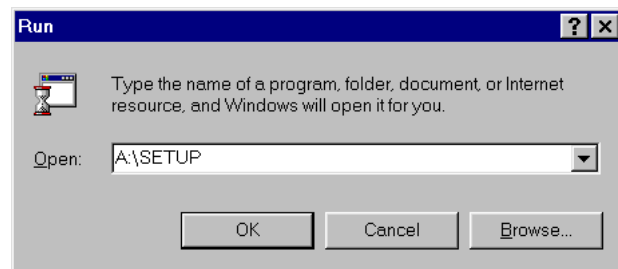 Run
Type the name of a program, folder, document, or Internet
resource, and Windows will open it for you.
Open: A:\SETUP
OK Cancel Browse...